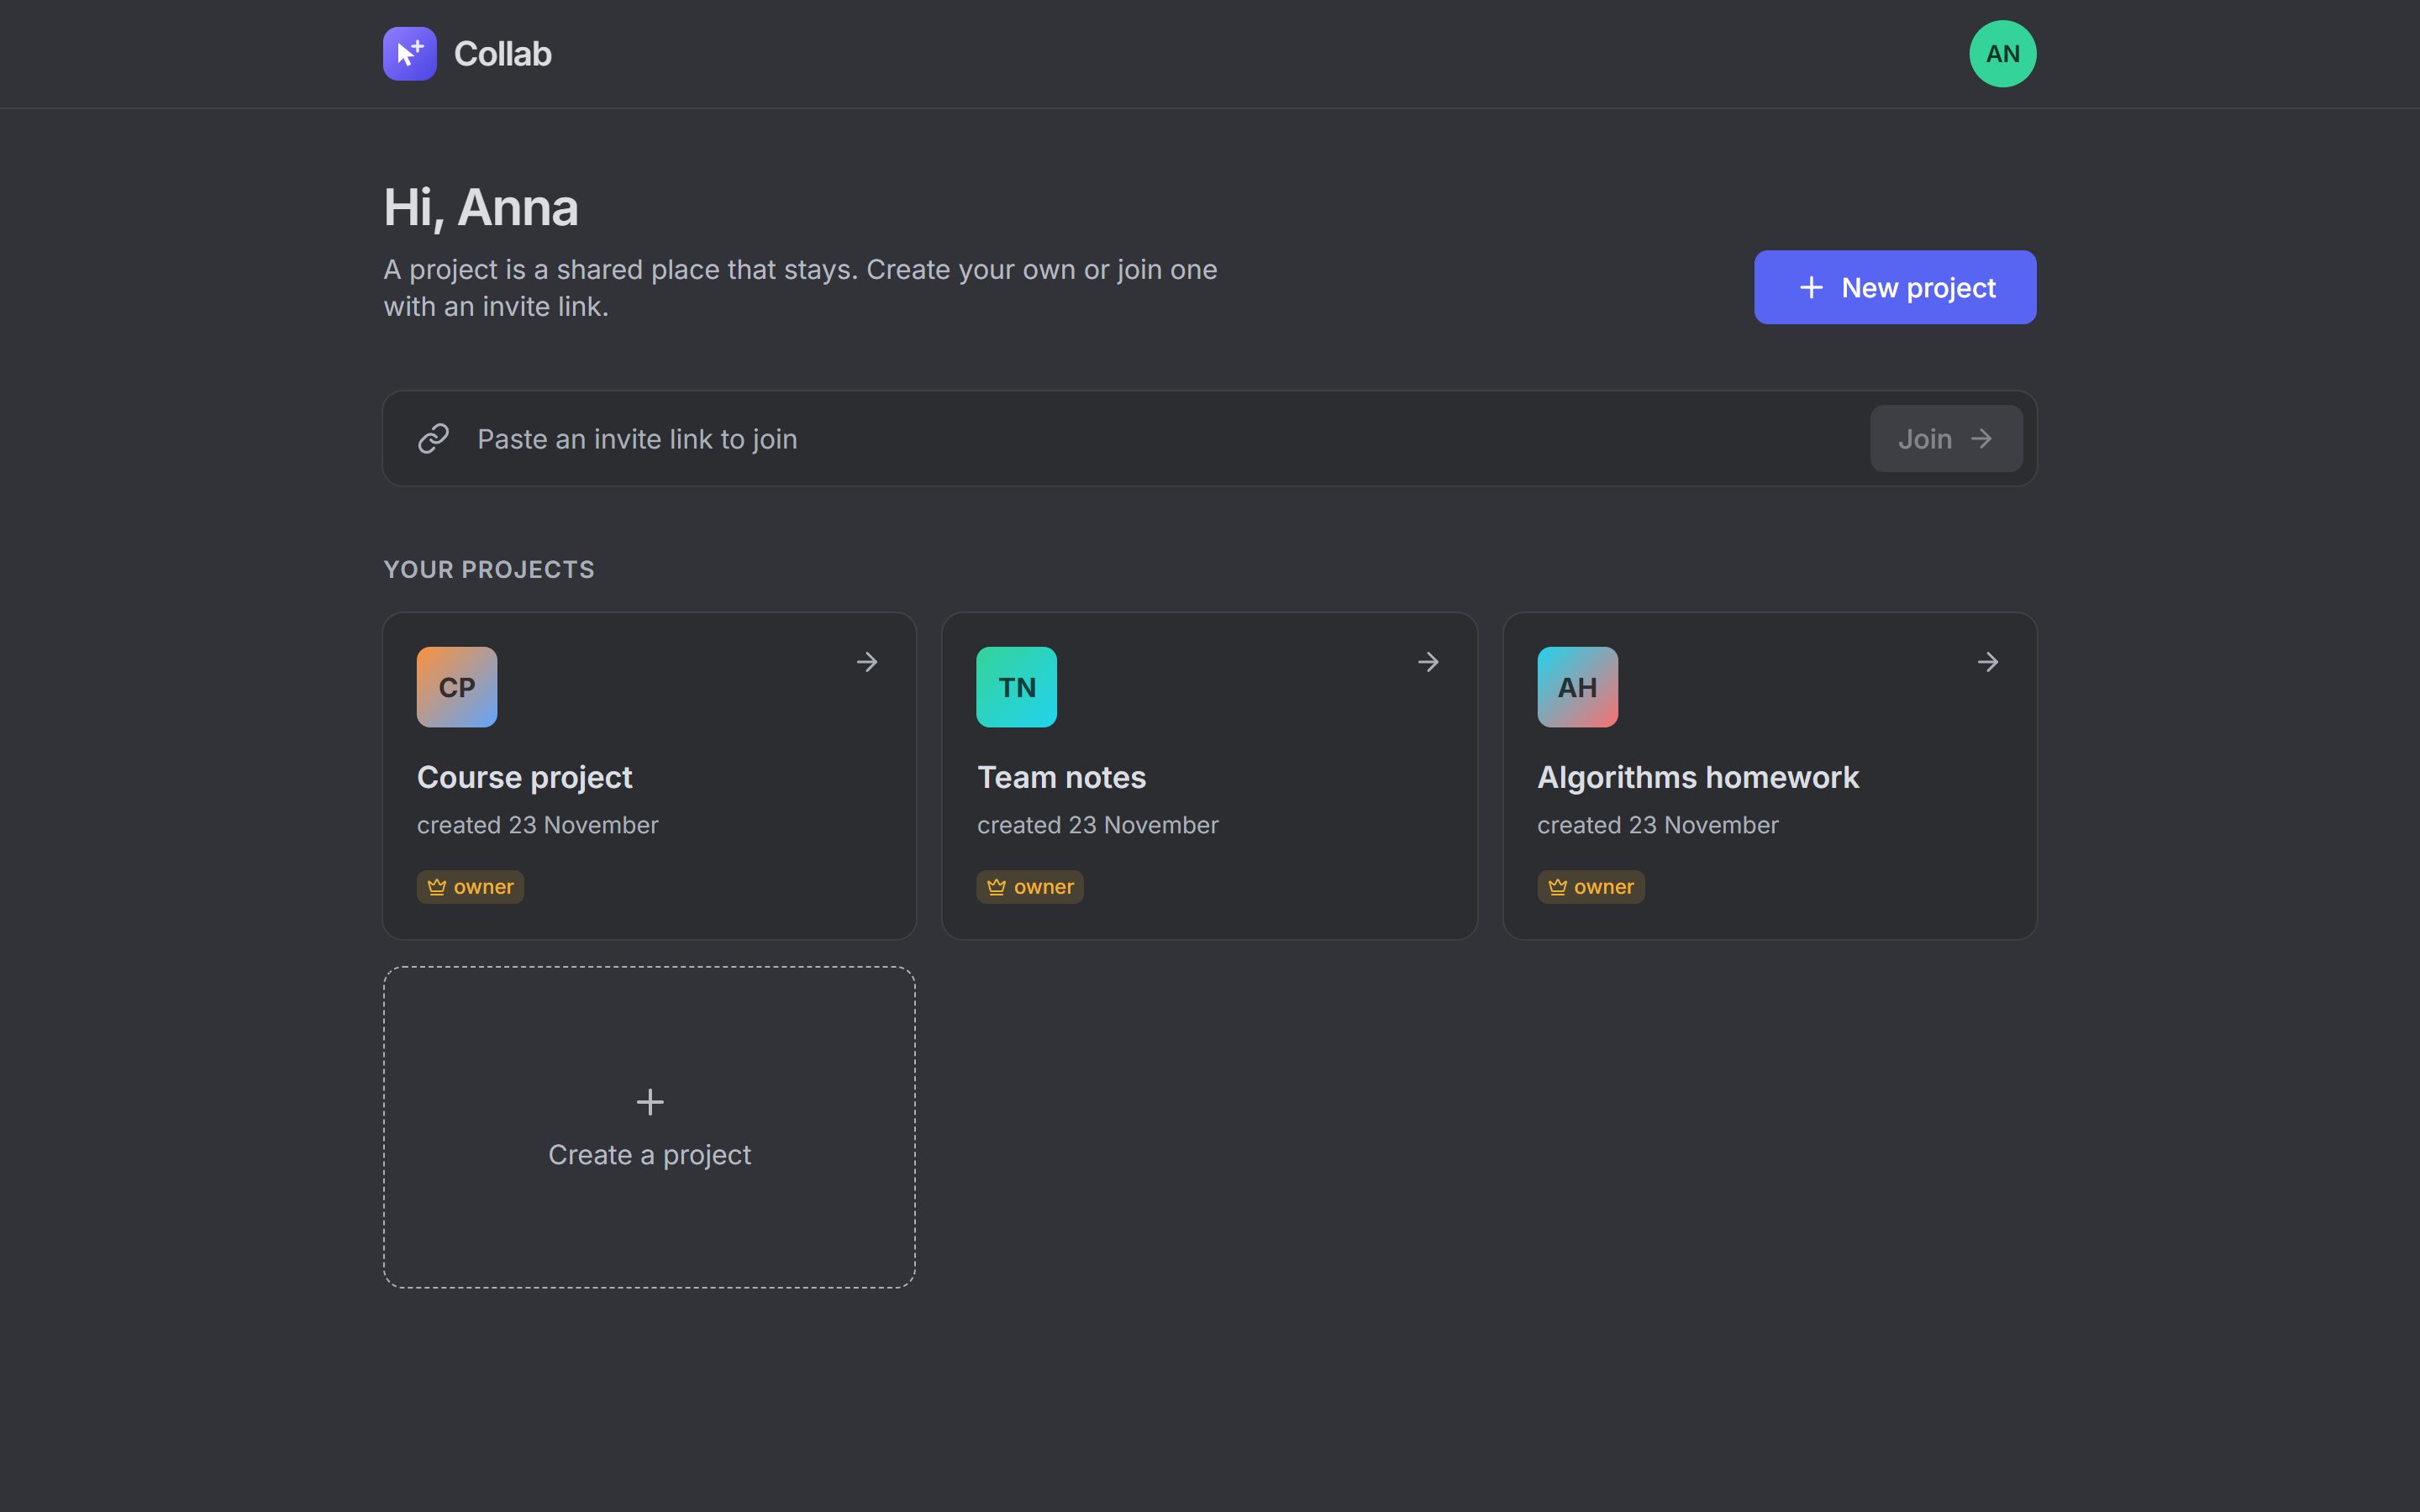 Collab
AN
Hi, Anna
A project is a shared place that stays. Create your own or join one
with an invite link.
New project
Paste an invite link to join
Join
YOUR PROJECTS
CP
Course project
created 23 November
owner
TN
Team notes
created 23 November
owner
AH
Algorithms homework
created 23 November
owner
Create a project